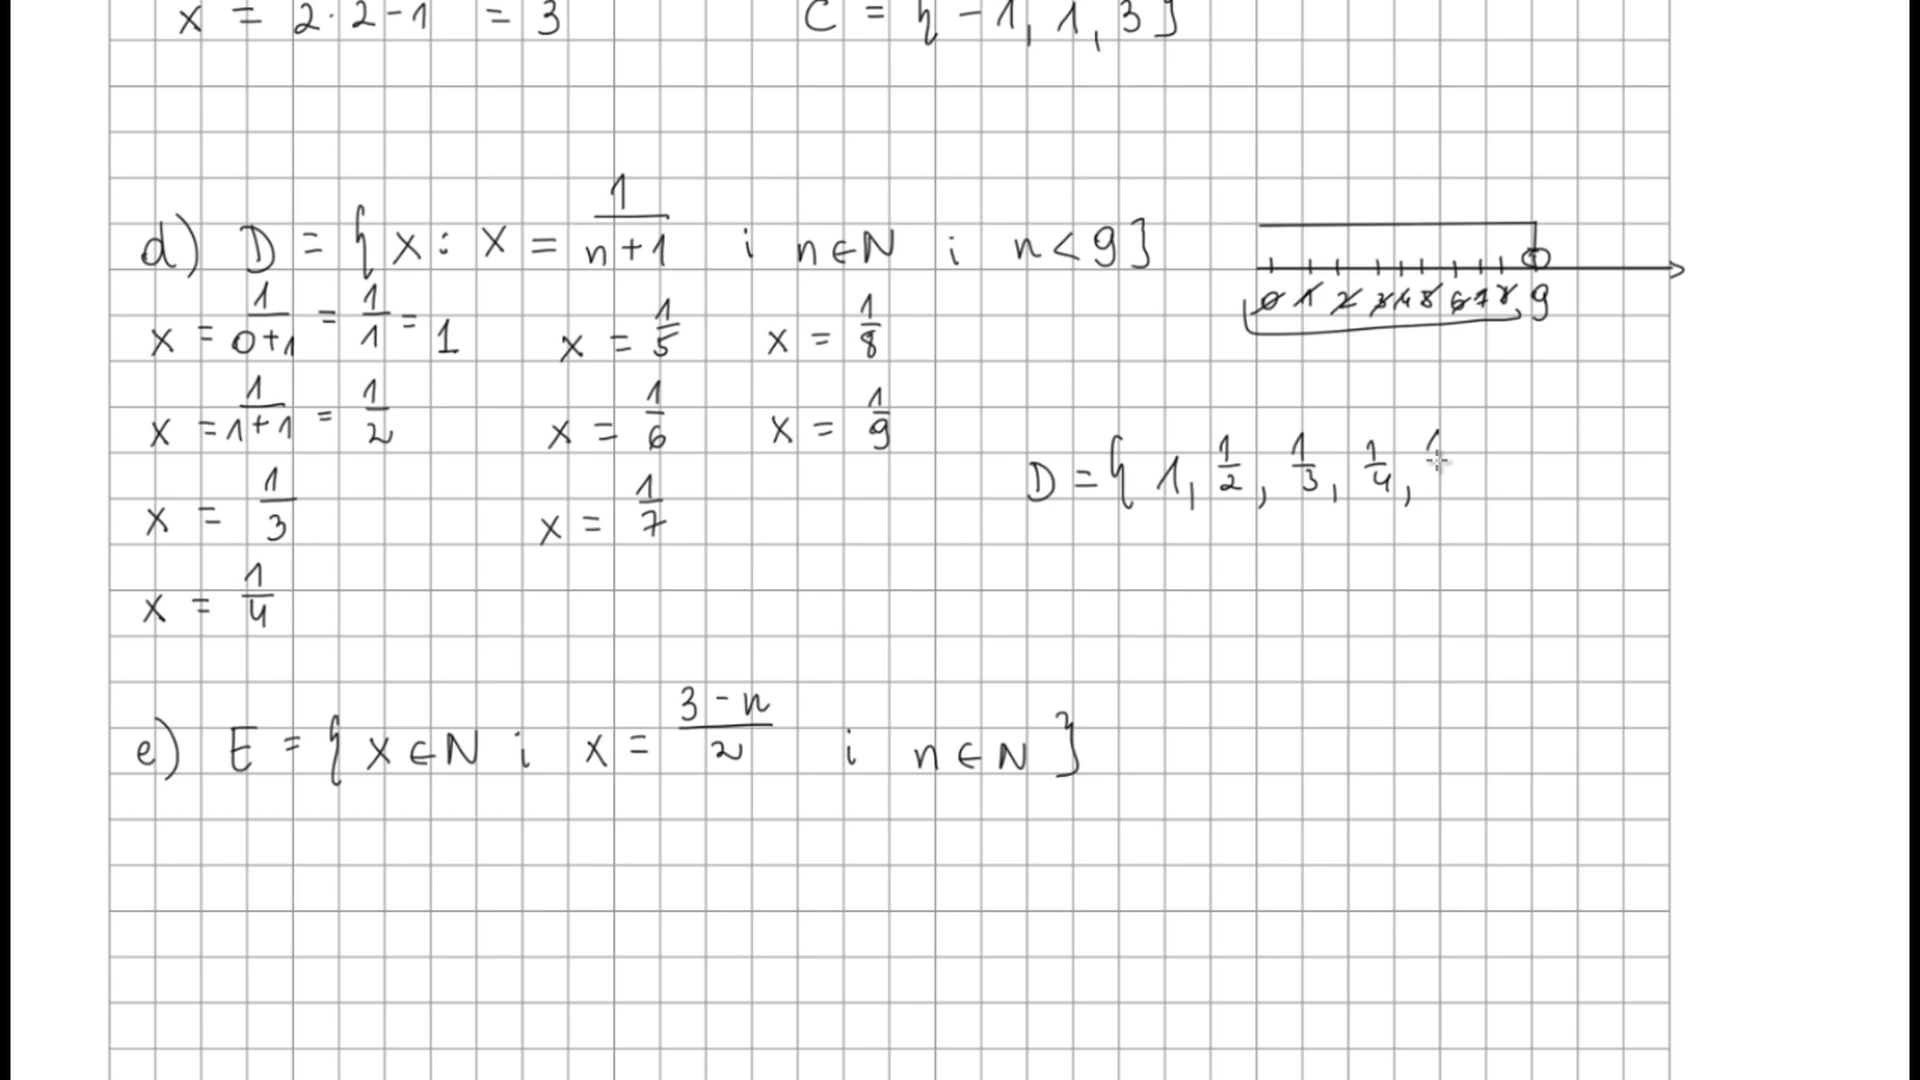 x = 2·2-1 = 3 C = {-1, 1, 3}
d) D = {x : x = 1/(n+1) i n∈N i n<9}
0 1 2 3 4 5 6 7 8, 9
x = 1/(0+1) = 1/1 = 1 x = 1/5 x = 1/8
x = 1/(1+1) = 1/2 x = 1/6 x = 1/9
D = { 1, 1/2, 1/3, 1/4, 1
x = 1/3 x = 1/7
x = 1/4
e) E = { x∈N i x = (3-n)/2 i n∈N }